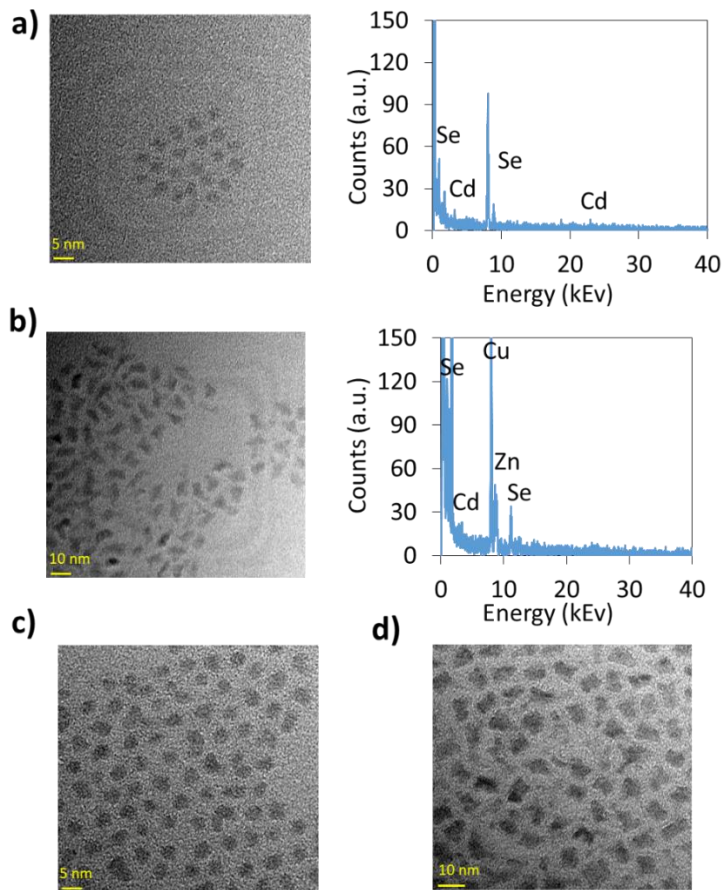 a)
150
120
90
60
30
0
Counts (a.u.)
Se
Cd
Se
Cd
0 10 20 30 40
Energy (kEv)
5 nm
b)
150
120
90
60
30
0
Counts (a.u.)
Se
Cu
Zn
Cd
Se
0 10 20 30 40
Energy (kEv)
10 nm
c)
5 nm
d)
10 nm